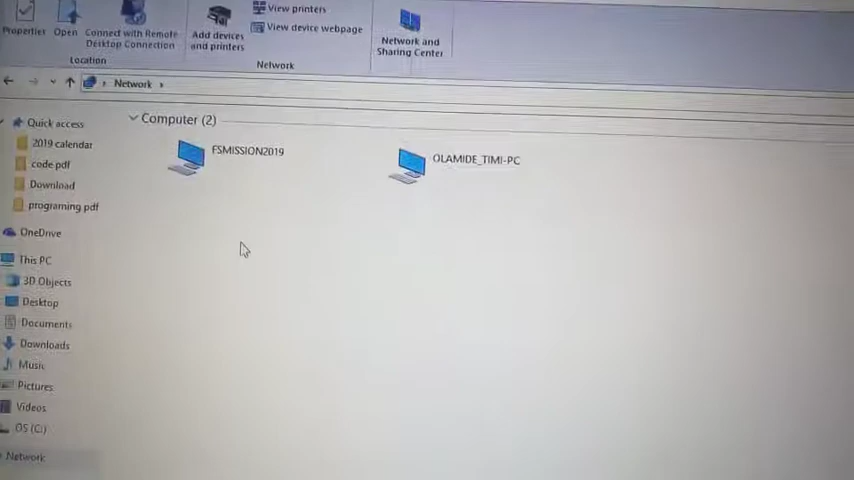 View printers
Properties
Open
Connect with Remote
Desktop Connection
Add devices
and printers
View device webpage
Network and
Sharing Center
Location
Network
Network
Quick access
2019 calendar
code pdf
Download
programing pdf
OneDrive
This PC
3D Objects
Desktop
Documents
Downloads
Music
Pictures
Videos
OS (C:)
Network
Computer (2)
FSMISSION2019
OLAMIDE_TIMI-PC